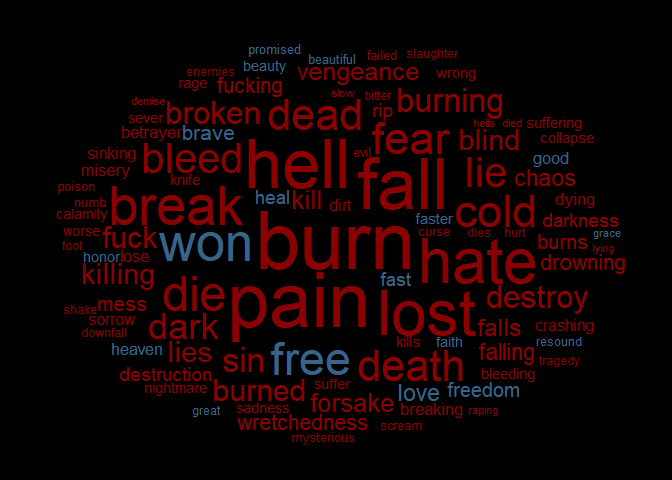 promised
beautiful failed slaughter
enemies beauty vengeance wrong
rage fucking slow bitter burning
demise broken dead rip
sever fear hells died suffering
betrayer brave blind collapse
sinking bleed hell evil fall lie good
misery chaos
poison knife heal kill dirt dying
numb break faster cold darkness
calamity
worse fuck won burn curse dies hurt burns grace
fool lying
honor lose hate drowning
killing die pain fast lost destroy
shake mess
sorrow dark falls crashing
downfall kills faith resound
heaven lies sin free death falling tragedy
destruction bleeding
nightmare burned suffer love freedom
great sadness forsake breaking raping
wretchedness scream
mysterious